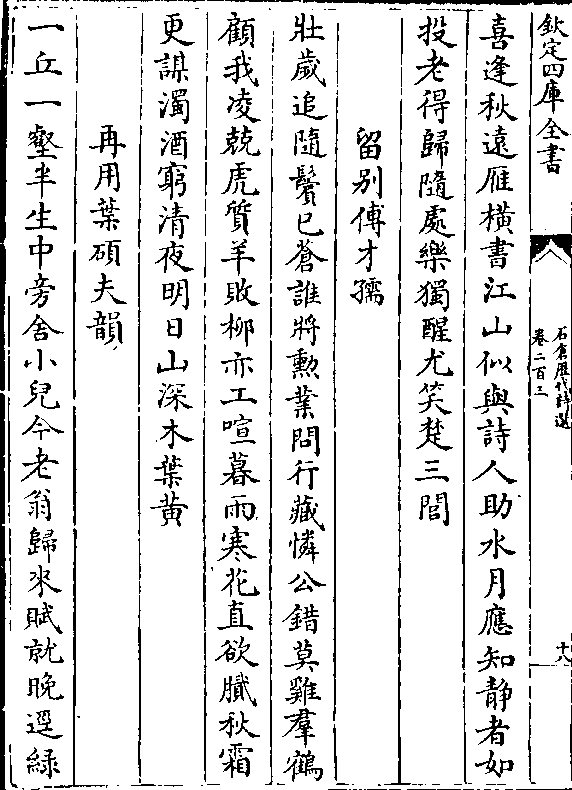 欽定四庫全書
石倉歷代詩選
卷二百三
十八
喜逢秋遠雁横書江山似與詩人助水月應知静者如
投老得歸隨處樂獨醒尤笑楚三閭
留别傅才孺
壯歲追隨鬢已蒼誰將勲業問行藏憐公錯莫雞羣鶴
顧我凌兢虎質羊敗柳亦工喧暮雨寒花直欲膩秋霜
更謀濁酒窮清夜明日山深木葉黄
再用葉碩夫韻
一丘一壑半生中旁舍小兒今老翁歸來賦就晚逕緑